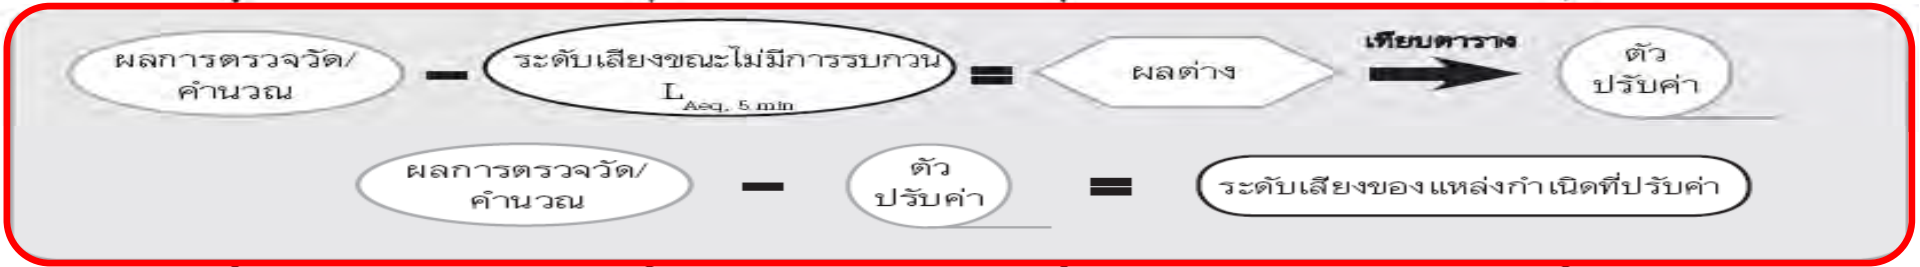 ผลการตรวจวัด/
คำนวณ
ระดับเสียงขณะไม่มีการรบกวน
L Aeq, 5 min
ผลต่าง
เทียบตาราง
ตัว
ปรับค่า
ผลการตรวจวัด/
คำนวณ
ตัว
ปรับค่า
ระดับเสียงของแหล่งกำเนิดที่ปรับค่า